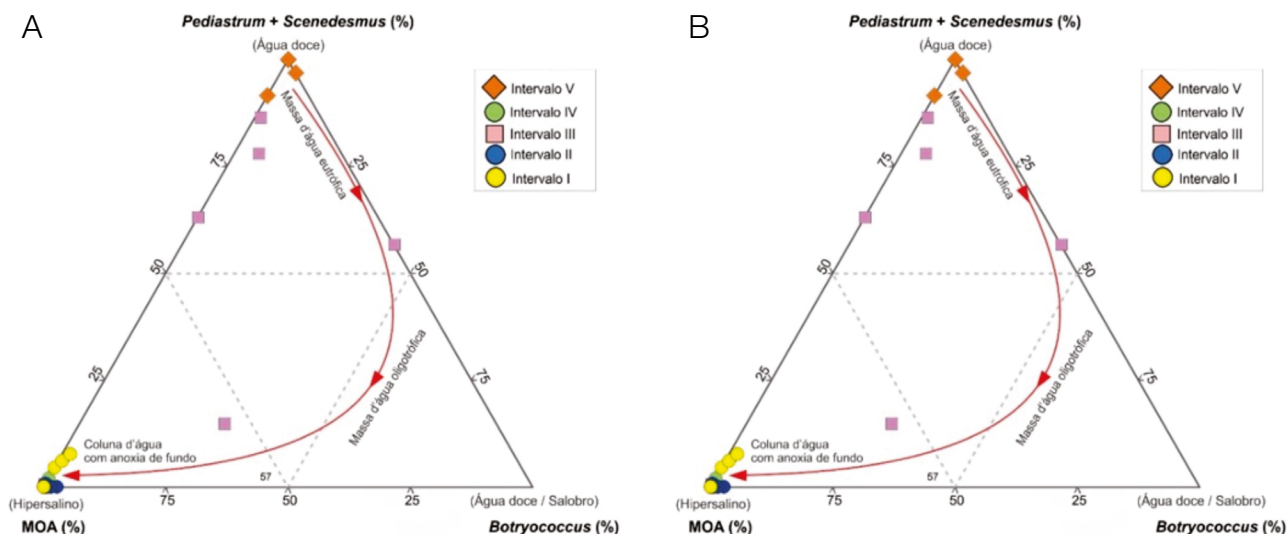 A
Pediastrum + Scenedesmus (%)
(Água doce)
Intervalo V
Intervalo IV
Intervalo III
Intervalo II
Intervalo I
Massa d'água eutrófica
75
25
50
50
Massa d'água oligotrófica
25
75
Coluna d'água
com anoxia de fundo
57
(Hipersalino)
75
50
25
(Água doce / Salobro)
MOA (%)
Botryococcus (%)
B
Pediastrum + Scenedesmus (%)
(Água doce)
Intervalo V
Intervalo IV
Intervalo III
Intervalo II
Intervalo I
Massa d'água eutrófica
75
25
50
50
Massa d'água oligotrófica
25
75
Coluna d'água
com anoxia de fundo
57
(Hipersalino)
75
50
25
(Água doce / Salobro)
MOA (%)
Botryococcus (%)